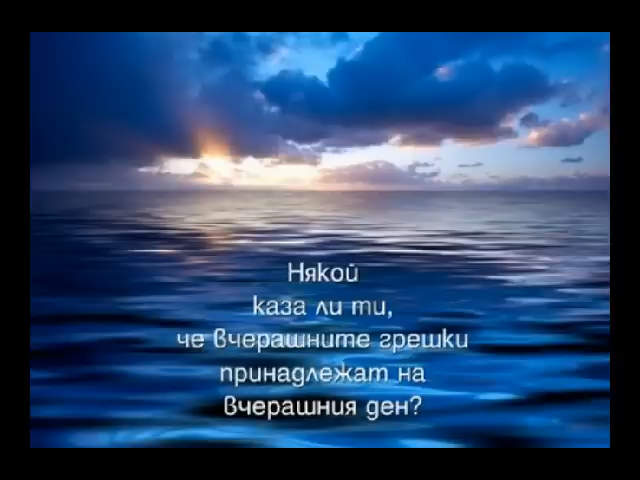 Някой
каза ли ти,
че вчерашните грешки
принадлежат на
вчерашния ден?